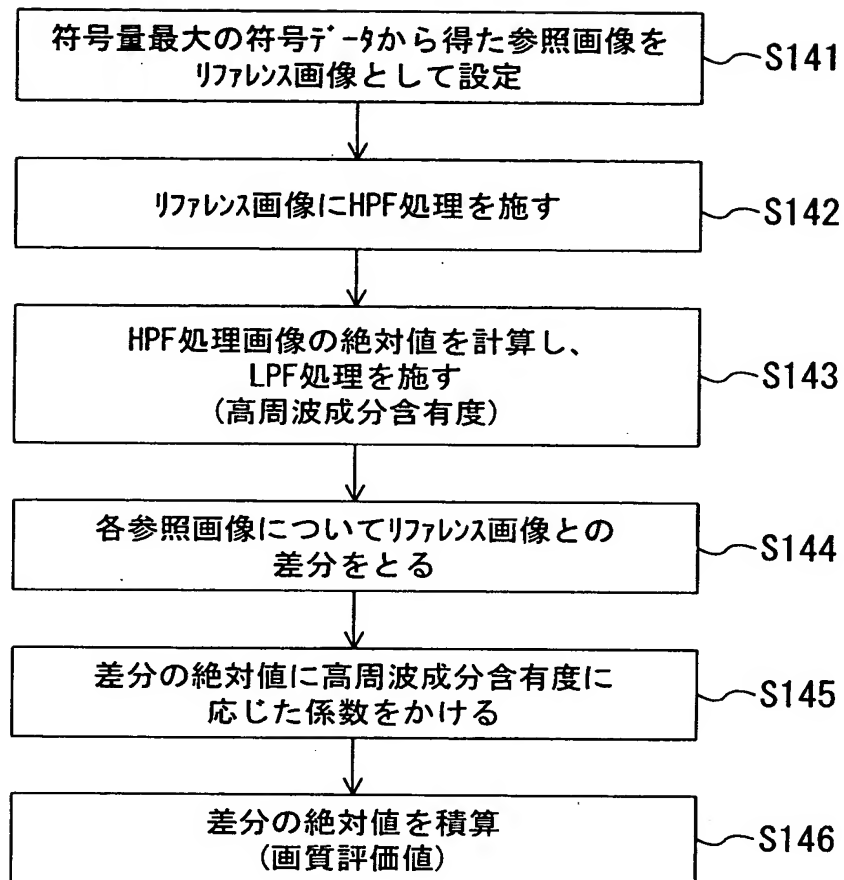 符号量最大の符号ﾃﾞｰﾀから得た参照画像を
ﾘﾌｧﾚﾝｽ画像として設定
S141
ﾘﾌｧﾚﾝｽ画像にHPF処理を施す
S142
HPF処理画像の絶対値を計算し、
LPF処理を施す
(高周波成分含有度)
S143
各参照画像についてﾘﾌｧﾚﾝｽ画像との
差分をとる
S144
差分の絶対値に高周波成分含有度に
応じた係数をかける
S145
差分の絶対値を積算
(画質評価値)
S146